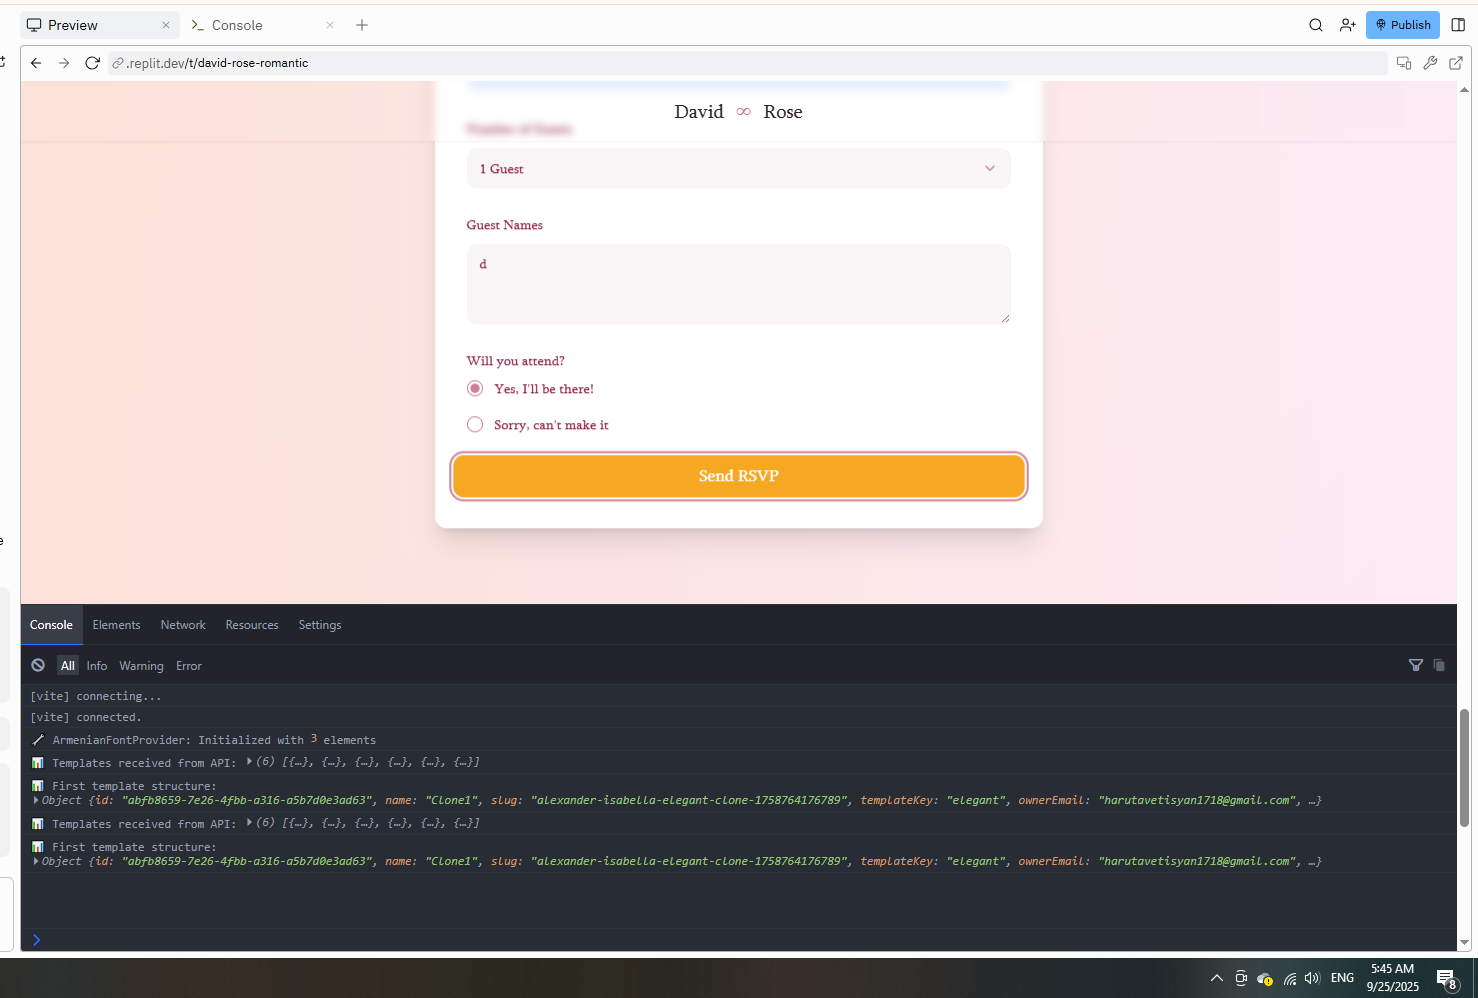 Preview
Console
Publish
.replit.dev/t/david-rose-romantic
David ∞ Rose
Number of Guests
1 Guest
Guest Names
d
Will you attend?
Yes, I'll be there!
Sorry, can't make it
Send RSVP
Console Elements Network Resources Settings
All Info Warning Error
[vite] connecting...
[vite] connected.
ArmenianFontProvider: Initialized with 3 elements
Templates received from API: (6) [{…}, {…}, {…}, {…}, {…}, {…}]
First template structure:
Object {id: "abfb8659-7e26-4fbb-a316-a5b7d0e3ad63", name: "Clone1", slug: "alexander-isabella-elegant-clone-1758764176789", templateKey: "elegant", ownerEmail: "harutavetisyan1718@gmail.com", …}
Templates received from API: (6) [{…}, {…}, {…}, {…}, {…}, {…}]
First template structure:
Object {id: "abfb8659-7e26-4fbb-a316-a5b7d0e3ad63", name: "Clone1", slug: "alexander-isabella-elegant-clone-1758764176789", templateKey: "elegant", ownerEmail: "harutavetisyan1718@gmail.com", …}
ENG
5:45 AM
9/25/2025
8